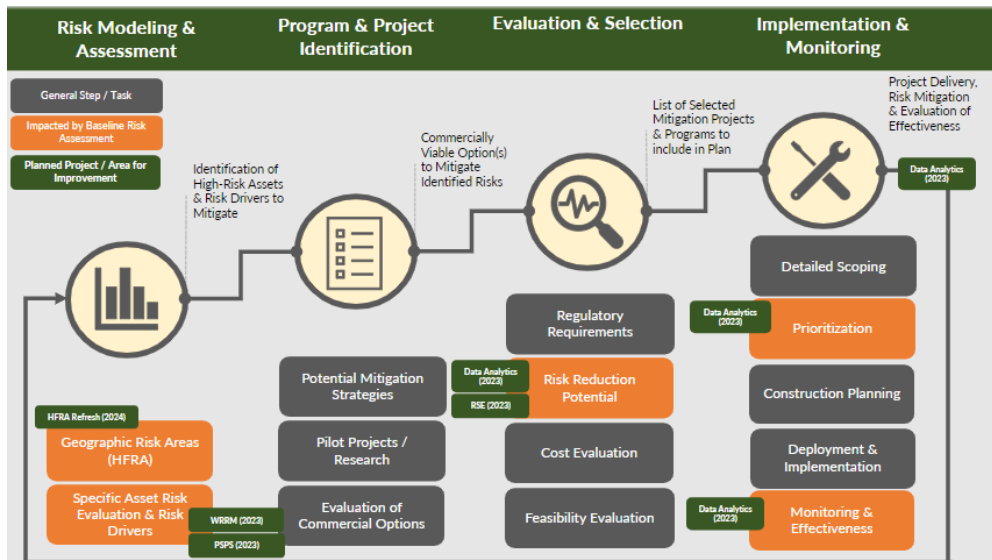 Risk Modeling &
Assessment
Program & Project
Identification
Evaluation & Selection
Implementation &
Monitoring
General Step / Task
Impacted by Baseline Risk
Assessment
Planned Project / Area for
Improvement
Identification of
High-Risk Assets
& Risk Drivers to
Mitigate
Commercially
Viable Option(s)
to Mitigate
Identified Risks
List of Selected
Mitigation Projects
& Programs to
include in Plan
Project Delivery,
Risk Mitigation
& Evaluation of
Effectiveness
Data Analytics
(2023)
HFRA Refresh (2024)
Geographic Risk Areas
(HFRA)
Specific Asset Risk
Evaluation & Risk
Drivers
WRRM (2023)
PSPS (2023)
Potential Mitigation
Strategies
Pilot Projects /
Research
Evaluation of
Commercial Options
Regulatory
Requirements
Data Analytics
(2023)
RSE (2023)
Risk Reduction
Potential
Cost Evaluation
Feasibility Evaluation
Detailed Scoping
Data Analytics
(2023)
Prioritization
Construction Planning
Deployment &
Implementation
Data Analytics
(2023)
Monitoring &
Effectiveness